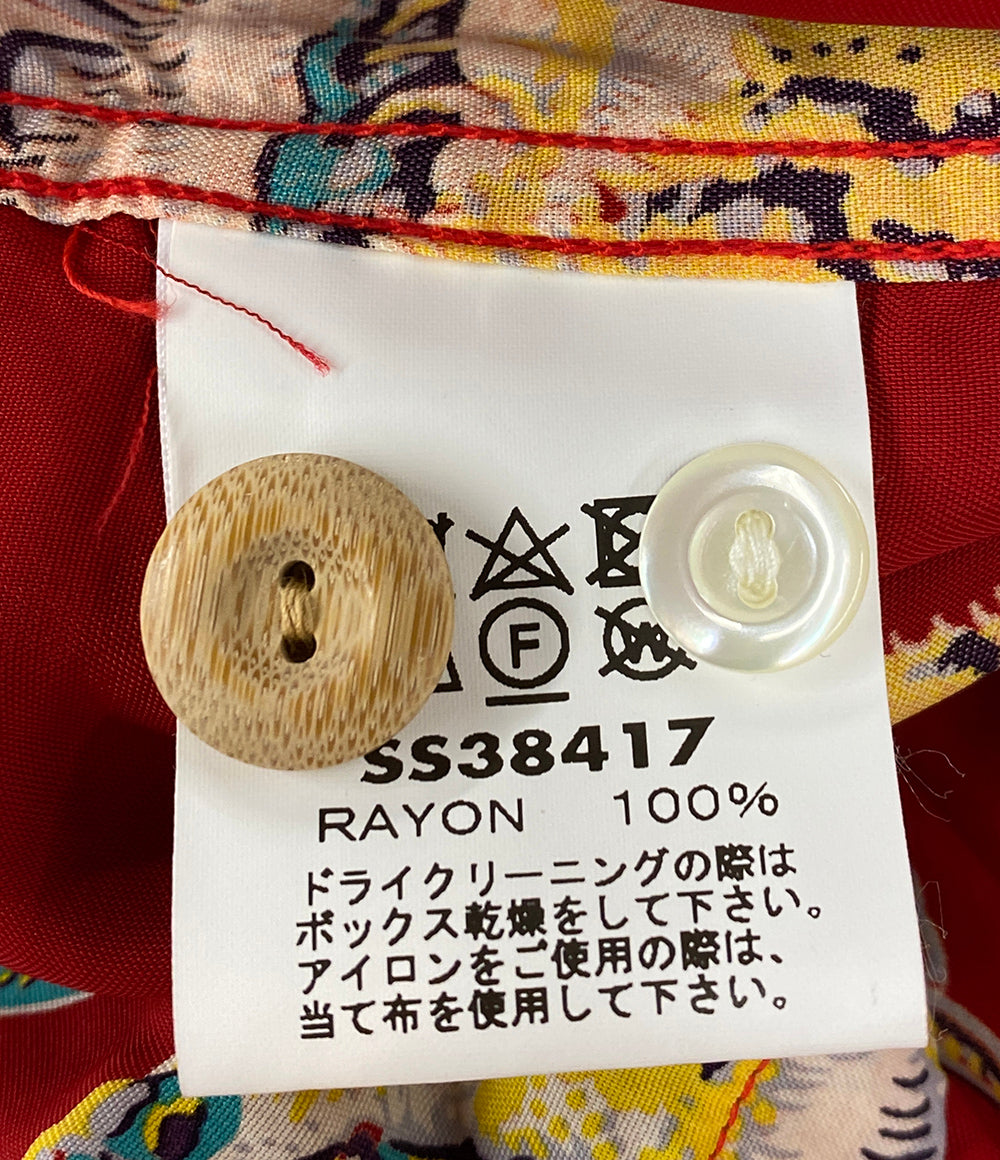 F
W
SS38417
RAYON 100%
ドライクリーニングの際は
ボックス乾燥をして下さい。
アイロンをご使用の際は、
当て布を使用して下さい。